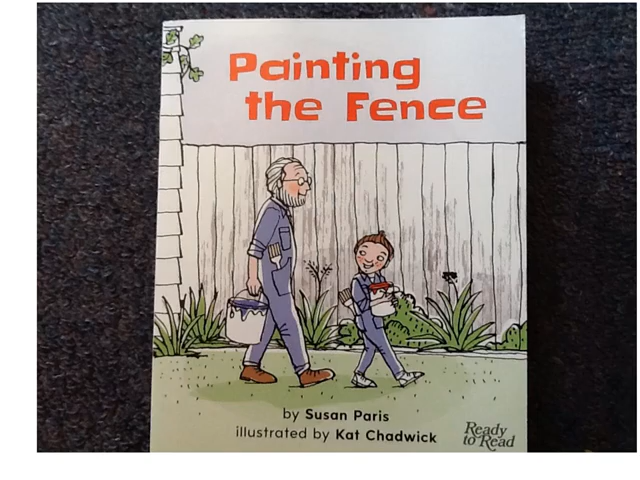 Painting
the Fence
by Susan Paris
illustrated by Kat Chadwick
Ready
to Read